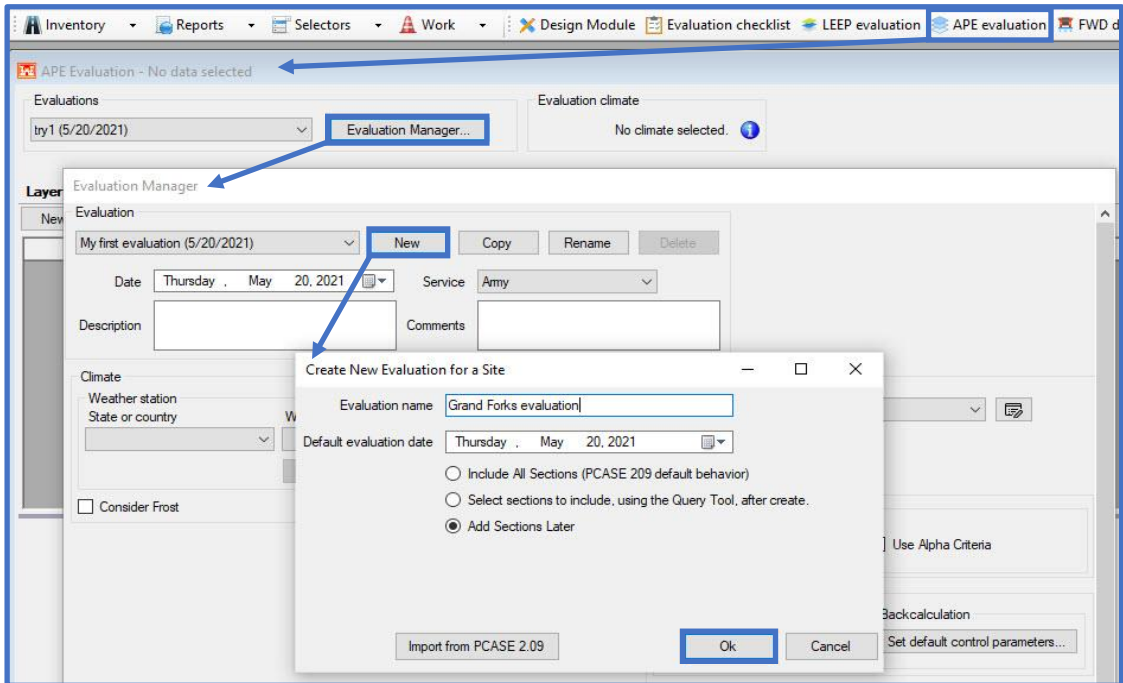 Inventory Reports Selectors Work Design Module Evaluation checklist LEEP evaluation APE evaluation FWD d
APE Evaluation - No data selected
Evaluations Evaluation climate
try1 (5/20/2021) Evaluation Manager... No climate selected.
Layer Evaluation Manager
New Evaluation
My first evaluation (5/20/2021) New Copy Rename Delete
Date Thursday , May 20, 2021 Service Army
Description Comments
Climate Create New Evaluation for a Site
Weather station
State or country W
Evaluation name Grand Forks evaluation
Default evaluation date Thursday , May 20, 2021
Include All Sections (PCASE 209 default behavior)
Select sections to include, using the Query Tool, after create.
Consider Frost
Add Sections Later
Use Alpha Criteria
Backcalculation
Import from PCASE 2.09 Ok Cancel Set default control parameters...